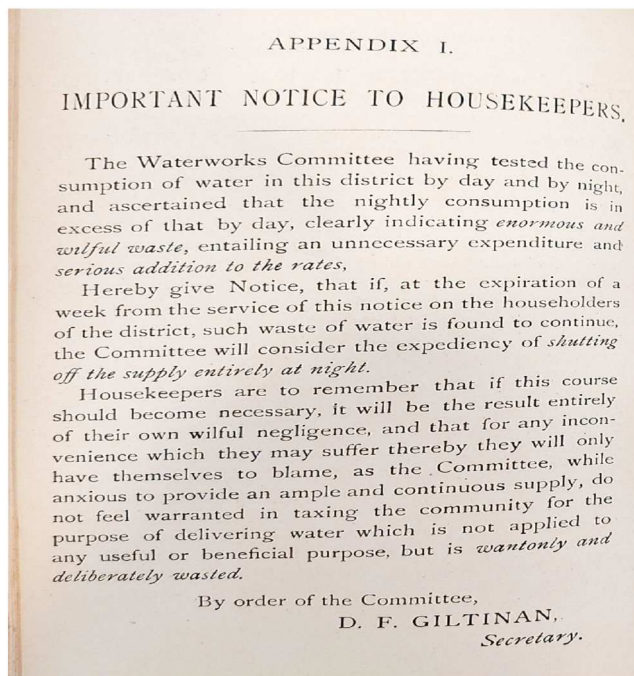 APPENDIX I.
IMPORTANT NOTICE TO HOUSEKEEPERS.
The Waterworks Committee having tested the con-
sumption of water in this district by day and by night,
and ascertained that the nightly consumption is in
excess of that by day, clearly indicating enormous and
wilful waste, entailing an unnecessary expenditure and
serious addition to the rates,
Hereby give Notice, that if, at the expiration of a
week from the service of this notice on the householders
of the district, such waste of water is found to continue,
the Committee will consider the expediency of shutting
off the supply entirely at night.
Housekeepers are to remember that if this course
should become necessary, it will be the result entirely
of their own wilful negligence, and that for any incon-
venience which they may suffer thereby they will only
have themselves to blame, as the Committee, while
anxious to provide an ample and continuous supply, do
not feel warranted in taxing the community for the
purpose of delivering water which is not applied to
any useful or beneficial purpose, but is wantonly and
deliberately wasted.
By order of the Committee,
D. F. GILTINAN,
Secretary.